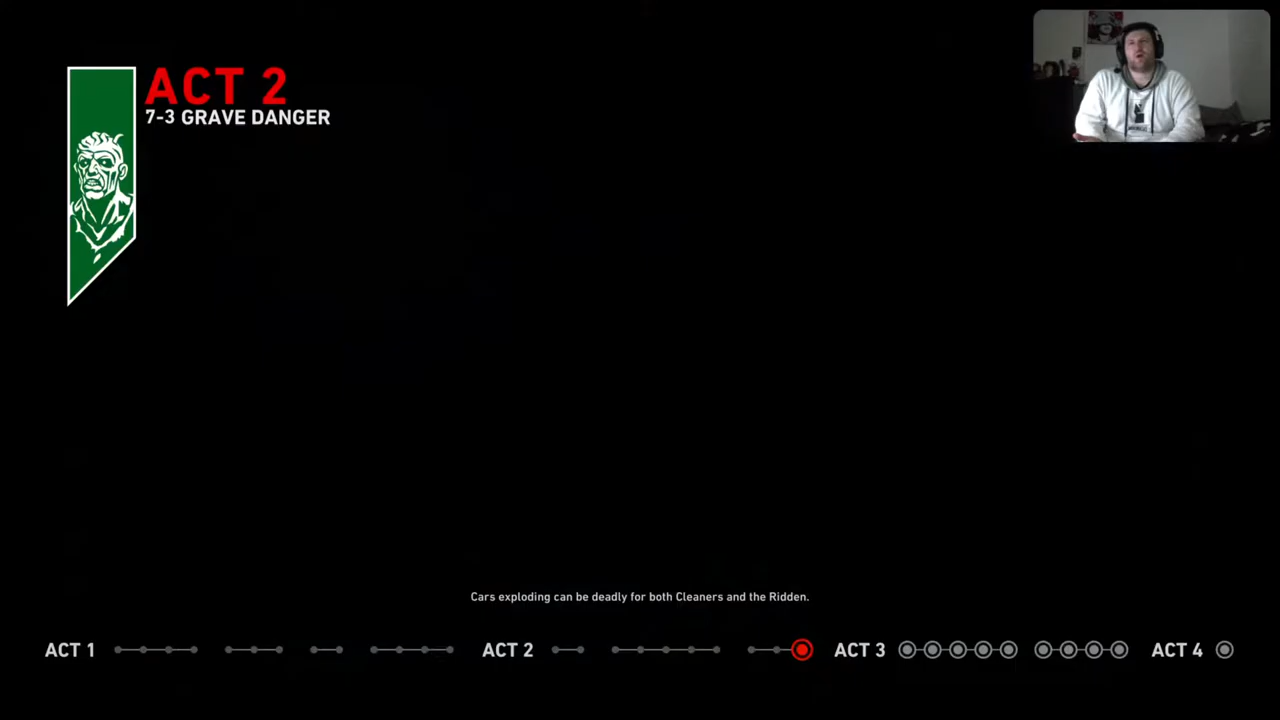 ACT 2
7-3 GRAVE DANGER
Cars exploding can be deadly for both Cleaners and the Ridden.
ACT 1 ACT 2 ACT 3 ACT 4